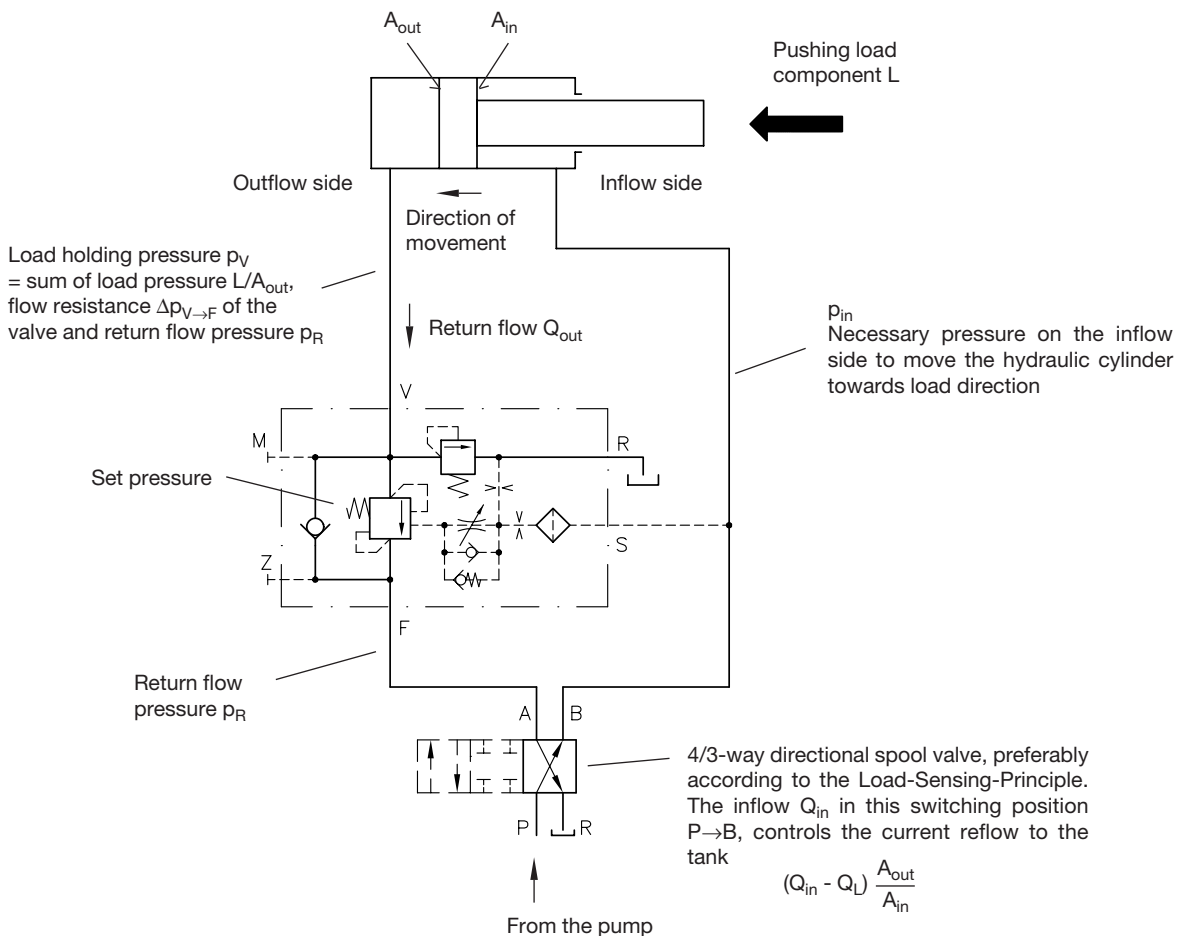 A_out A_in
Pushing load
component L
Outflow side
Inflow side
Direction of
movement
Load holding pressure p_V
= sum of load pressure L/A_out,
flow resistance Δp_V→F of the
valve and return flow pressure p_R
Return flow Q_out
p_in
Necessary pressure on the inflow
side to move the hydraulic cylinder
towards load direction
V
M
R
Set pressure
S
Z
F
Return flow
pressure p_R
A B
4/3-way directional spool valve, preferably
according to the Load-Sensing-Principle.
The inflow Q_in in this switching position
P→B, controls the current reflow to the
tank
P R
(Q_in - Q_L) A_out/A_in
From the pump